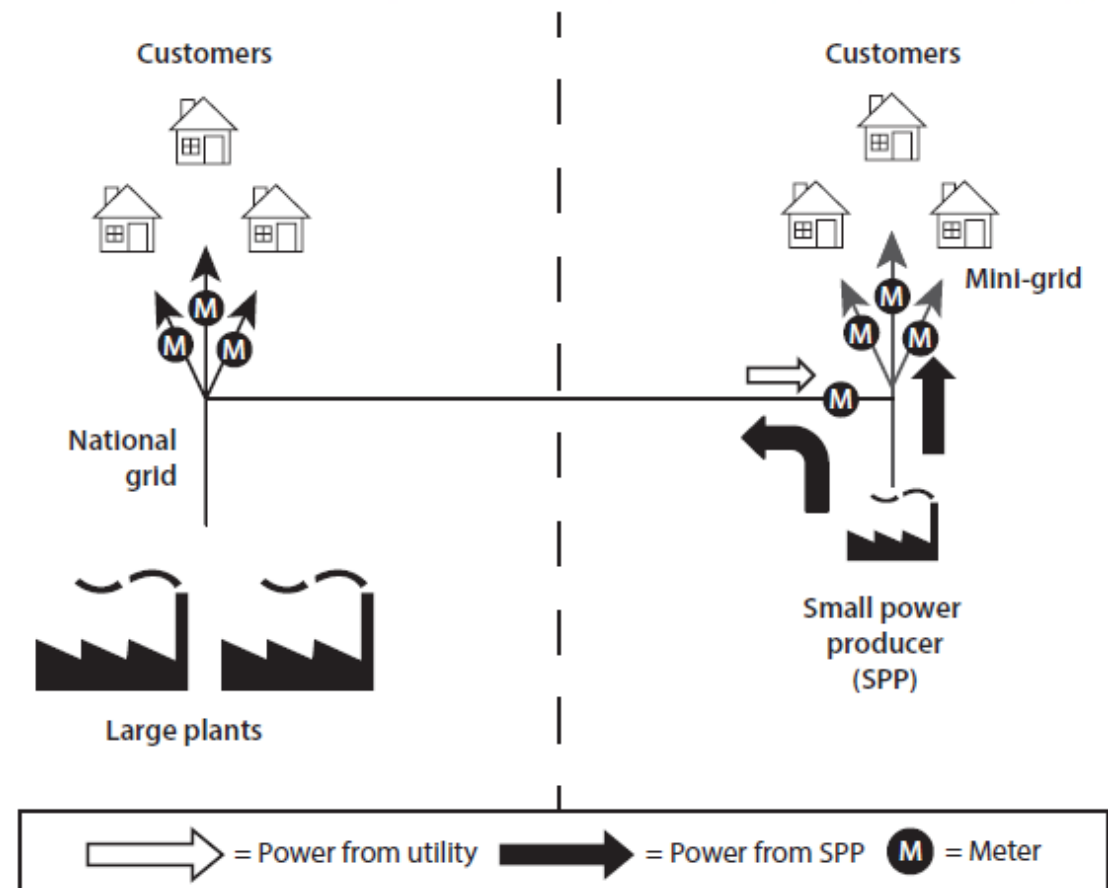 Customers
Customers
M
M
M
M
M
M
Mini-grid
M
National
grid
Small power
producer
(SPP)
Large plants
= Power from utility = Power from SPP M = Meter